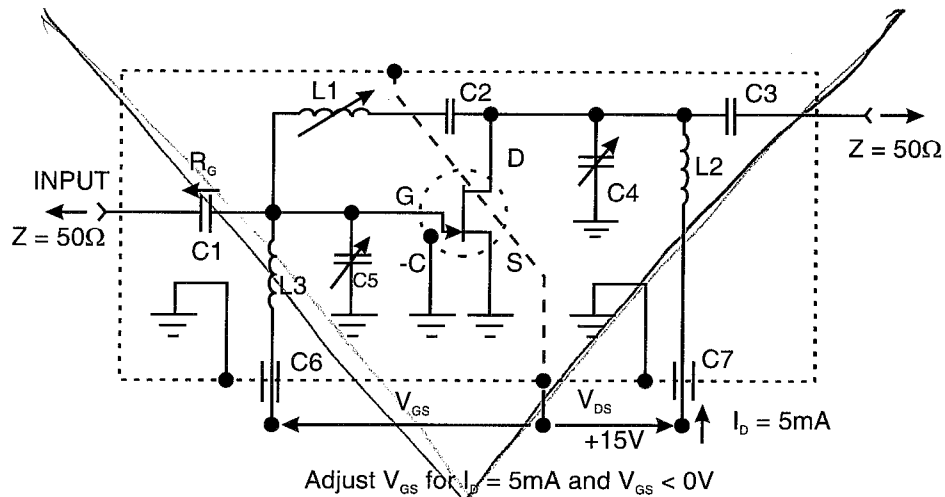 L1
C2
C3
Z = 50Ω
R_G
D
C4
L2
INPUT
G
Z = 50Ω
C1
-C
S
C5
L3
C6
C7
V_GS
V_DS
+15V
I_D = 5mA
Adjust V_GS for I_D = 5mA and V_GS < 0V